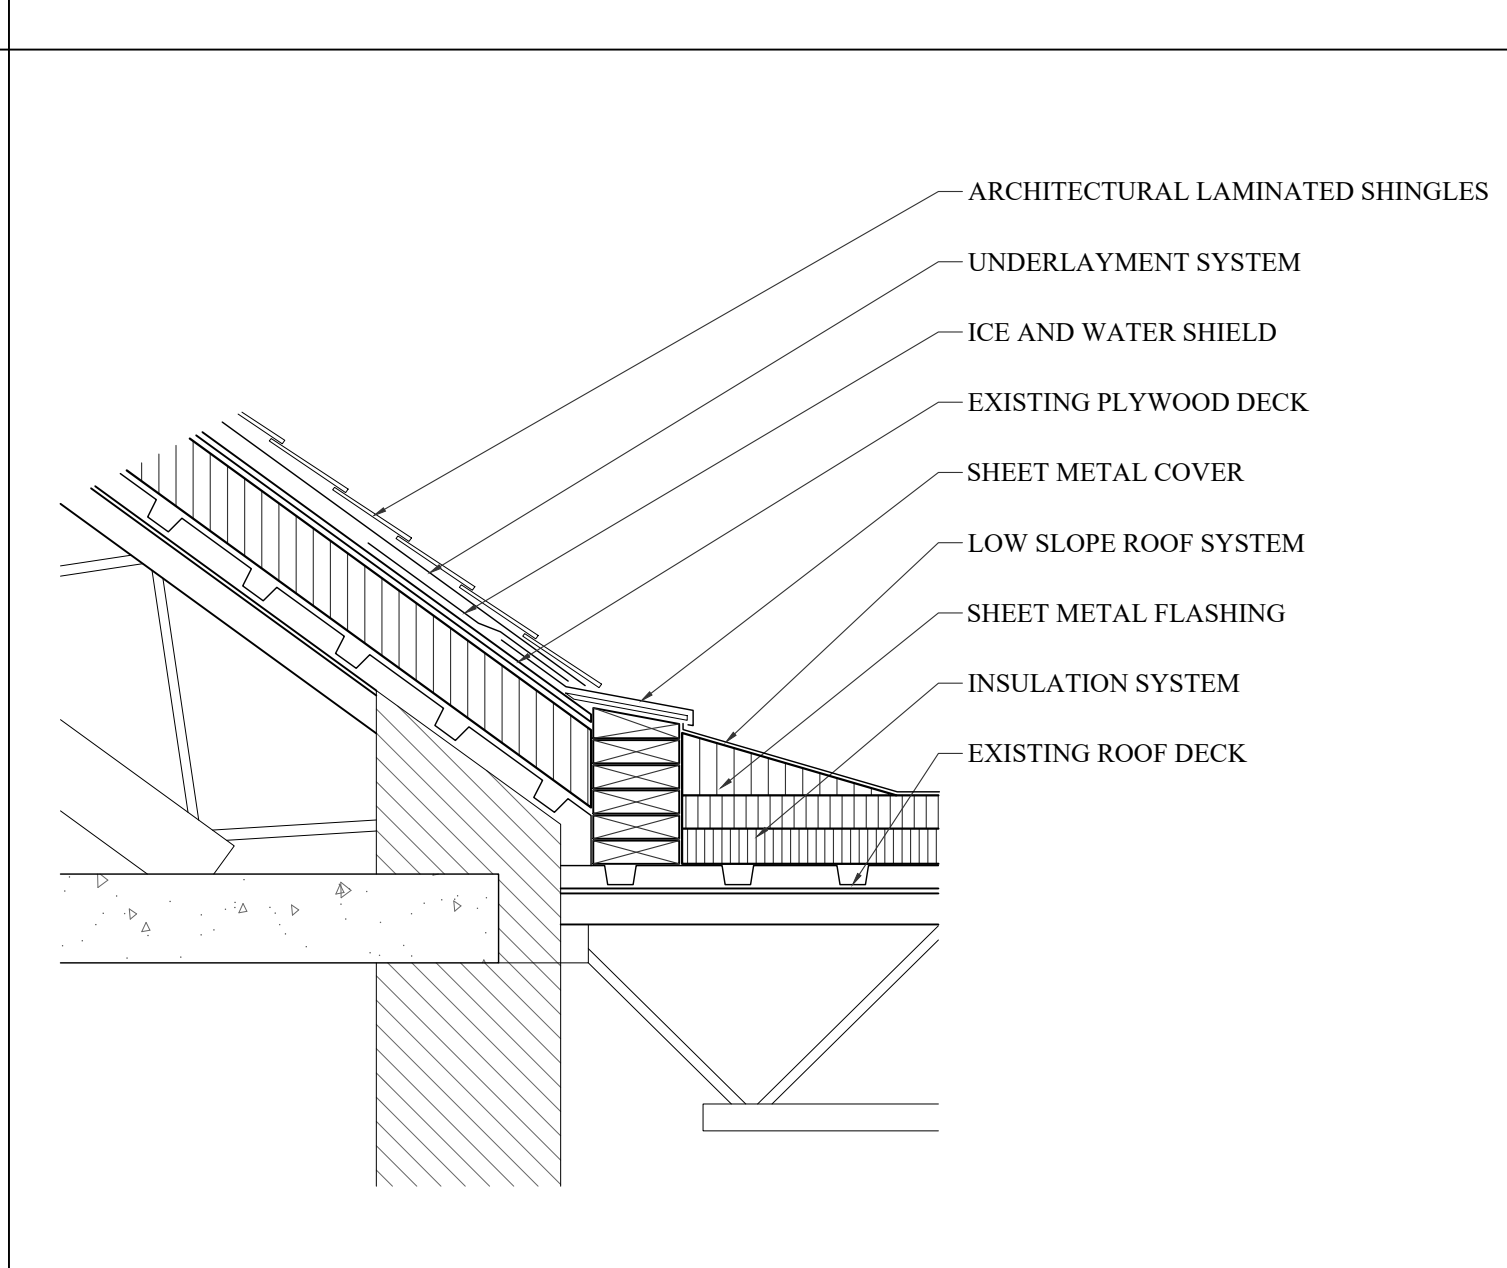 ARCHITECTURAL LAMINATED SHINGLES
UNDERLAYMENT SYSTEM
ICE AND WATER SHIELD
EXISTING PLYWOOD DECK
SHEET METAL COVER
LOW SLOPE ROOF SYSTEM
SHEET METAL FLASHING
INSULATION SYSTEM
EXISTING ROOF DECK